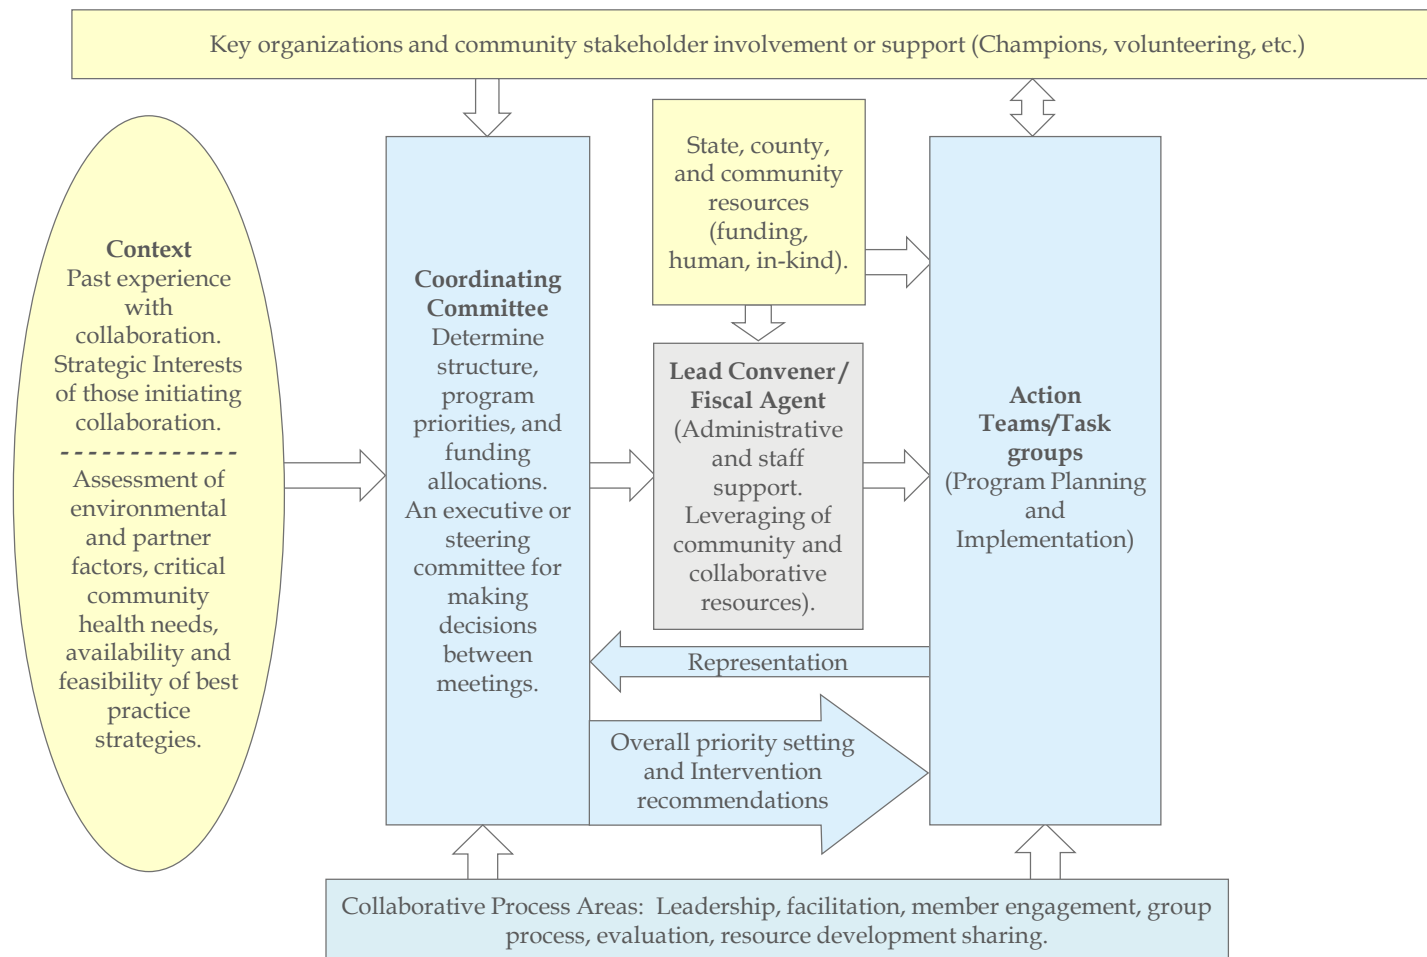 Key organizations and community stakeholder involvement or support (Champions, volunteering, etc.)
Context
Past experience
with
collaboration.
Strategic Interests
of those initiating
collaboration.
Assessment of
environmental
and partner
factors, critical
community
health needs,
availability and
feasibility of best
practice
strategies.
Coordinating
Committee
Determine
structure,
program
priorities, and
funding
allocations.
An executive or
steering
committee for
making
decisions
between
meetings.
State, county,
and community
resources
(funding,
human, in-kind).
Lead Convener/
Fiscal Agent
(Administrative
and staff
support.
Leveraging of
community and
collaborative
resources).
Action
Teams/Task
groups
(Program Planning
and
Implementation)
Representation
Overall priority setting
and Intervention
recommendations
Collaborative Process Areas: Leadership, facilitation, member engagement, group
process, evaluation, resource development sharing.